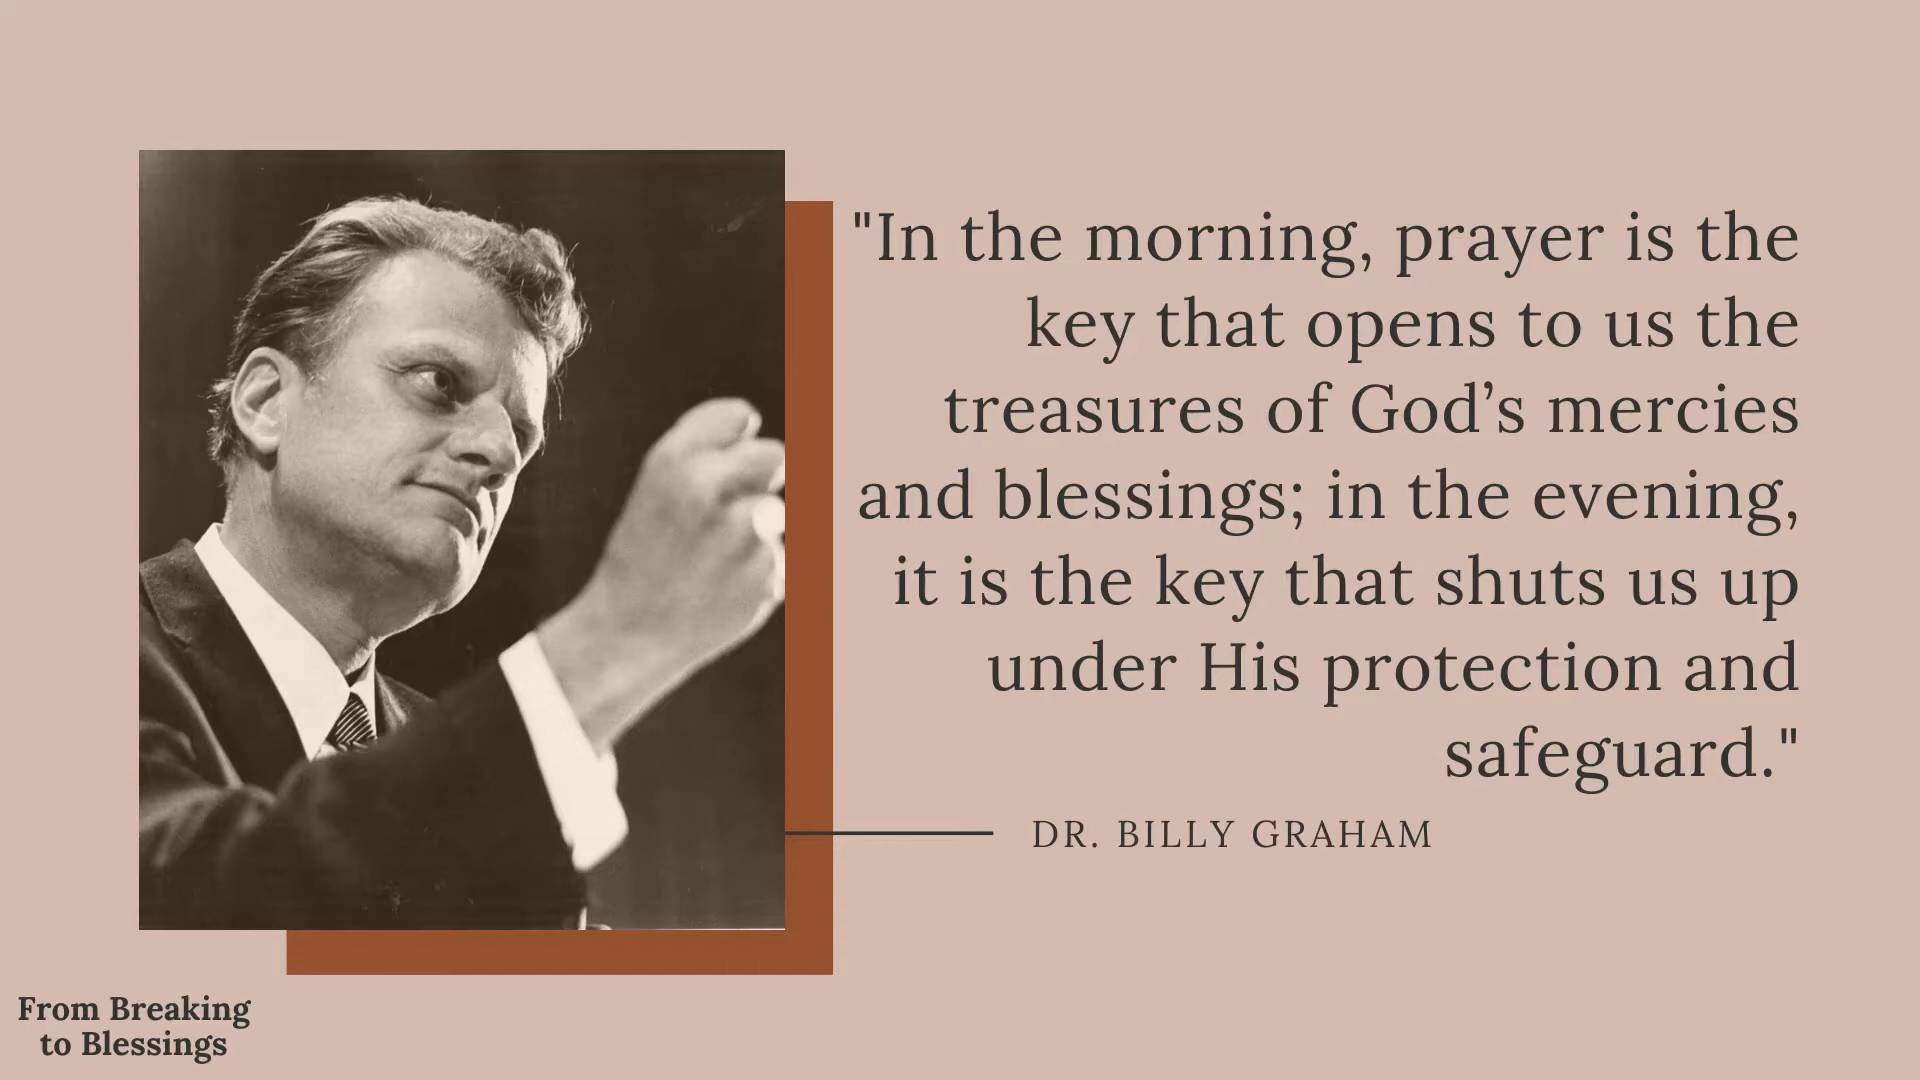 "In the morning, prayer is the
key that opens to us the
treasures of God’s mercies
and blessings; in the evening,
it is the key that shuts us up
under His protection and
safeguard."
DR. BILLY GRAHAM
From Breaking
to Blessings